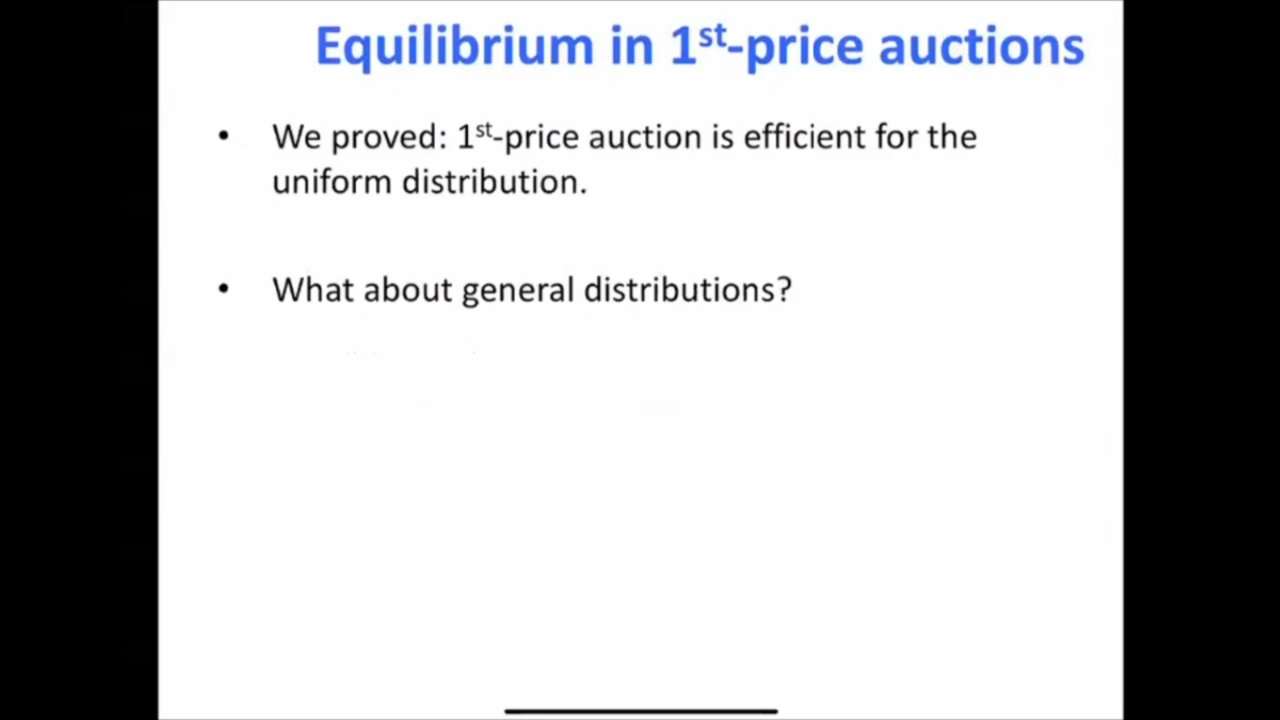 Equilibrium in 1st-price auctions
• We proved: 1st-price auction is efficient for the
uniform distribution.
• What about general distributions?